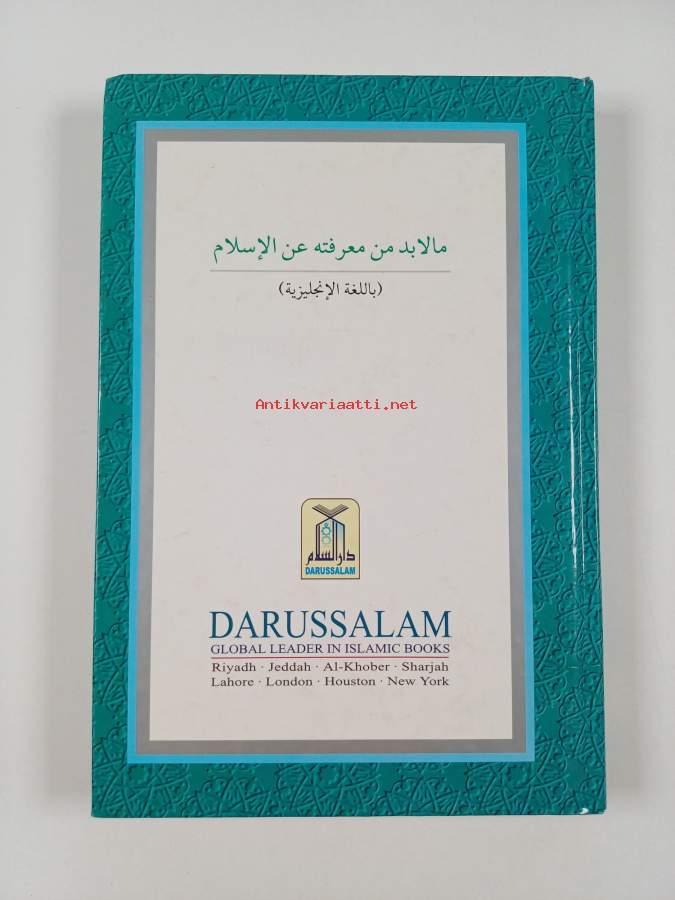 مالابد من معرفته عن الإسلام
(باللغة الإنجليزية)
Antikvariaatti.net
دار السلام
DARUSSALAM
DARUSSALAM
GLOBAL LEADER IN ISLAMIC BOOKS
Riyadh · Jeddah · Al-Khober · Sharjah
Lahore · London · Houston · New York